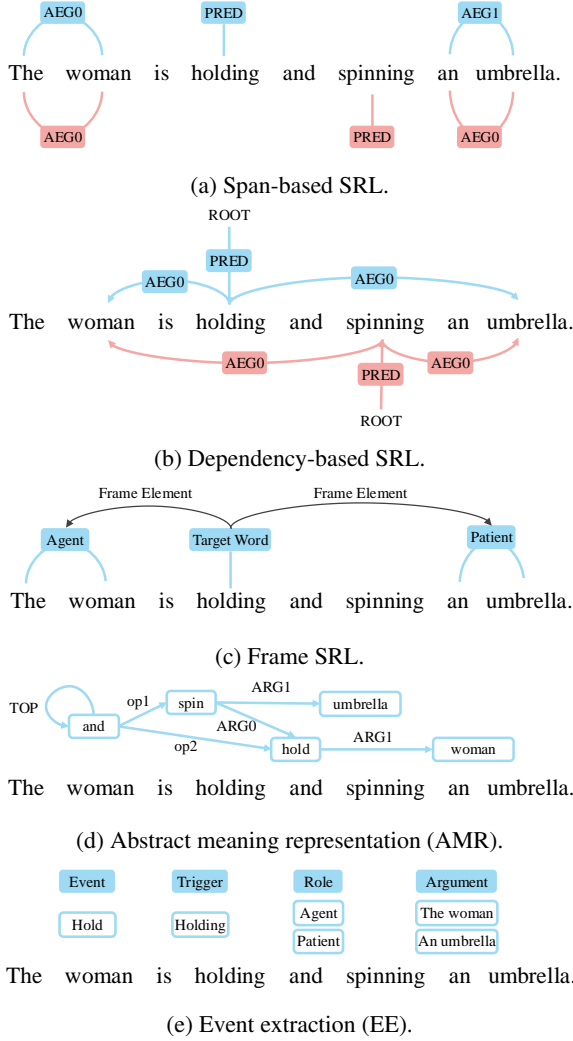 AEG0 PRED AEG1
The woman is holding and spinning an umbrella.
AEG0 PRED AEG0
(a) Span-based SRL.
ROOT
PRED
AEG0 AEG0
The woman is holding and spinning an umbrella.
AEG0 AEG0
PRED
ROOT
(b) Dependency-based SRL.
Frame Element Frame Element
Agent Target Word Patient
The woman is holding and spinning an umbrella.
(c) Frame SRL.
ARG1
op1 spin umbrella
TOP and ARG0
op2 hold ARG1 woman
The woman is holding and spinning an umbrella.
(d) Abstract meaning representation (AMR).
Event Trigger Role Argument
Hold Holding Agent The woman
Patient An umbrella
The woman is holding and spinning an umbrella.
(e) Event extraction (EE).